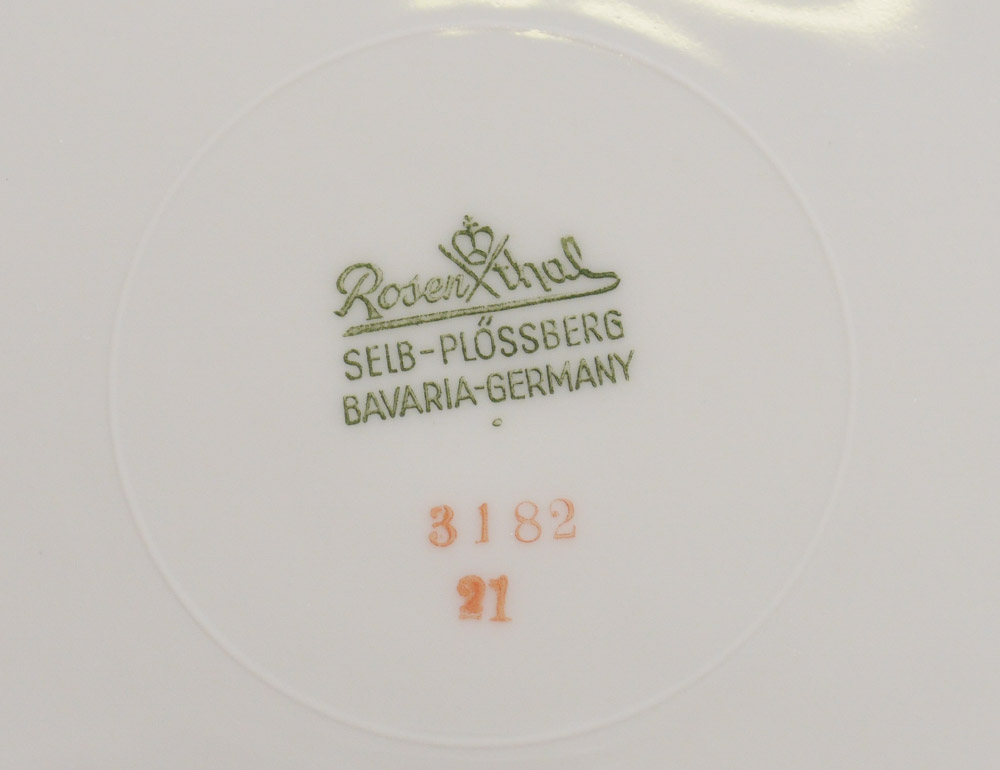 Rosenthal
SELB-PLÖSSBERG
BAVARIA-GERMANY
3182
21